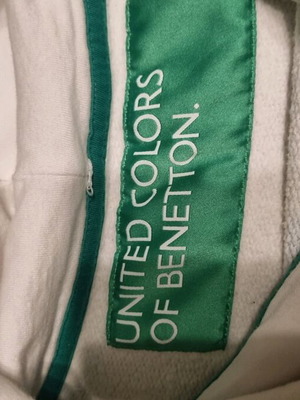 UNITED COLORS
OF BENETTON.